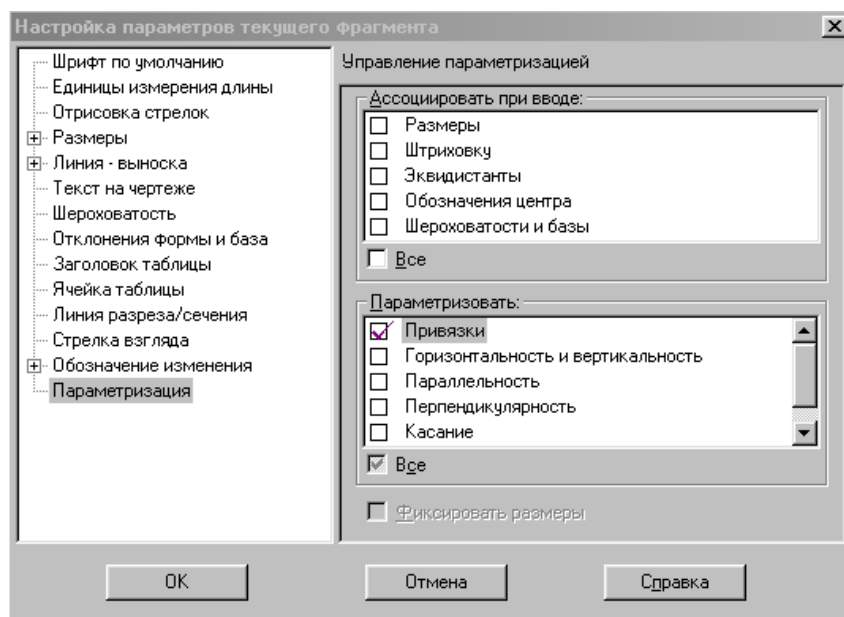 Настройка параметров текущего фрагмента
Шрифт по умолчанию
Единицы измерения длины
Отрисовка стрелок
Размеры
Линия - выноска
Текст на чертеже
Шероховатость
Отклонения формы и база
Заголовок таблицы
Ячейка таблицы
Линия разреза/сечения
Стрелка взгляда
Обозначение изменения
Параметризация
Управление параметризацией
Ассоциировать при вводе:
Размеры
Штриховку
Эквидистанты
Обозначения центра
Шероховатости и базы
Все
Параметризовать:
Привязки
Горизонтальность и вертикальность
Параллельность
Перпендикулярность
Касание
Все
Фиксировать размеры
OK
Отмена
Справка